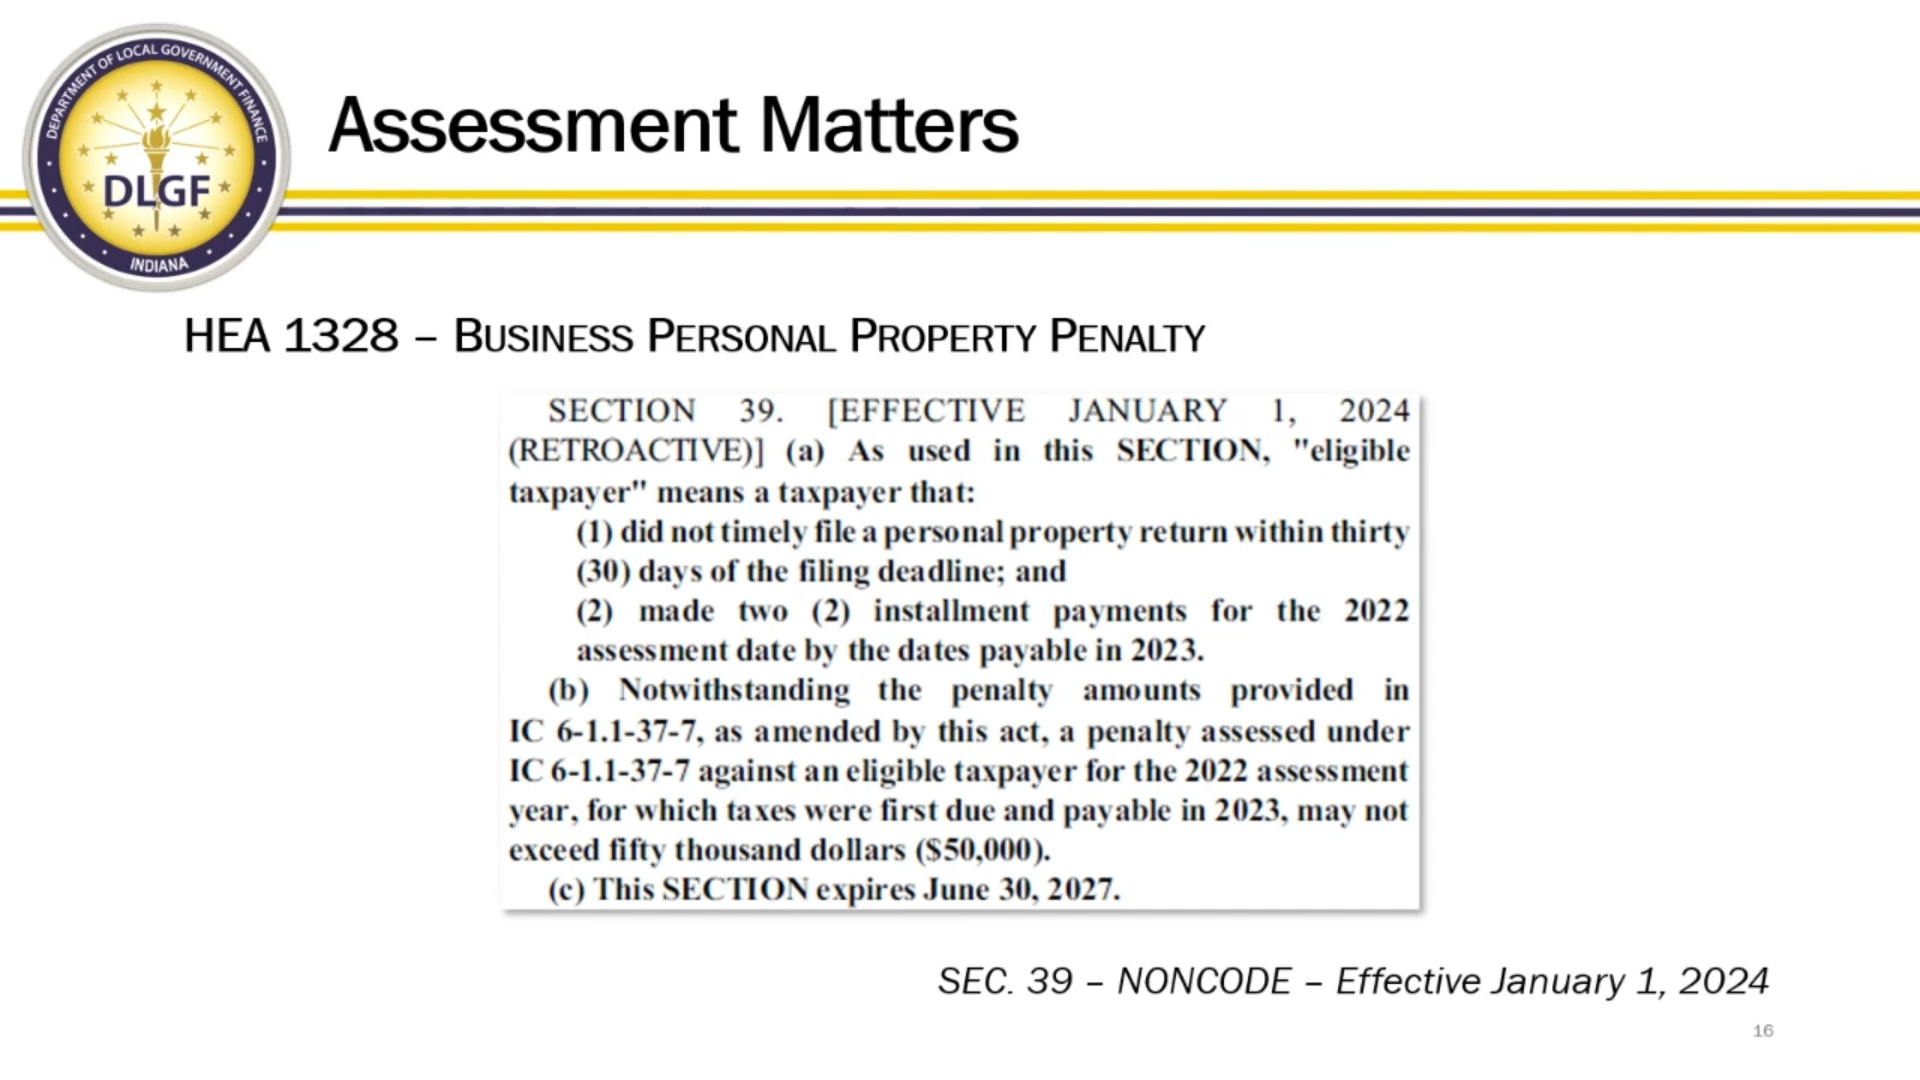 DEPARTMENT OF LOCAL GOVERNMENT FINANCE
DLGF
INDIANA
Assessment Matters
HEA 1328 – BUSINESS PERSONAL PROPERTY PENALTY
SECTION 39. [EFFECTIVE JANUARY 1, 2024
(RETROACTIVE)] (a) As used in this SECTION, "eligible
taxpayer" means a taxpayer that:
(1) did not timely file a personal property return within thirty
(30) days of the filing deadline; and
(2) made two (2) installment payments for the 2022
assessment date by the dates payable in 2023.
(b) Notwithstanding the penalty amounts provided in
IC 6-1.1-37-7, as amended by this act, a penalty assessed under
IC 6-1.1-37-7 against an eligible taxpayer for the 2022 assessment
year, for which taxes were first due and payable in 2023, may not
exceed fifty thousand dollars ($50,000).
(c) This SECTION expires June 30, 2027.
SEC. 39 – NONCODE – Effective January 1, 2024
16